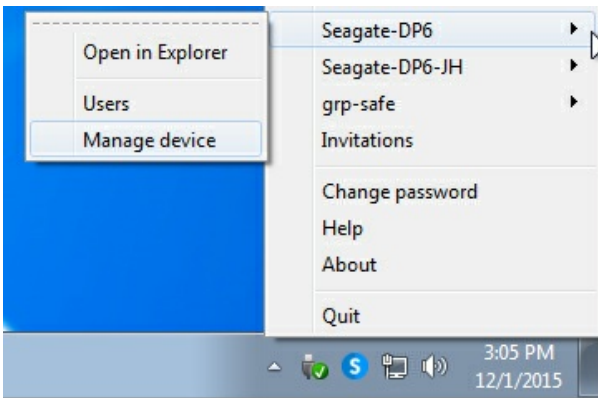 Open in Explorer
Users
Manage device
Seagate-DP6
Seagate-DP6-JH
grp-safe
Invitations
Change password
Help
About
Quit
S
3:05 PM
12/1/2015